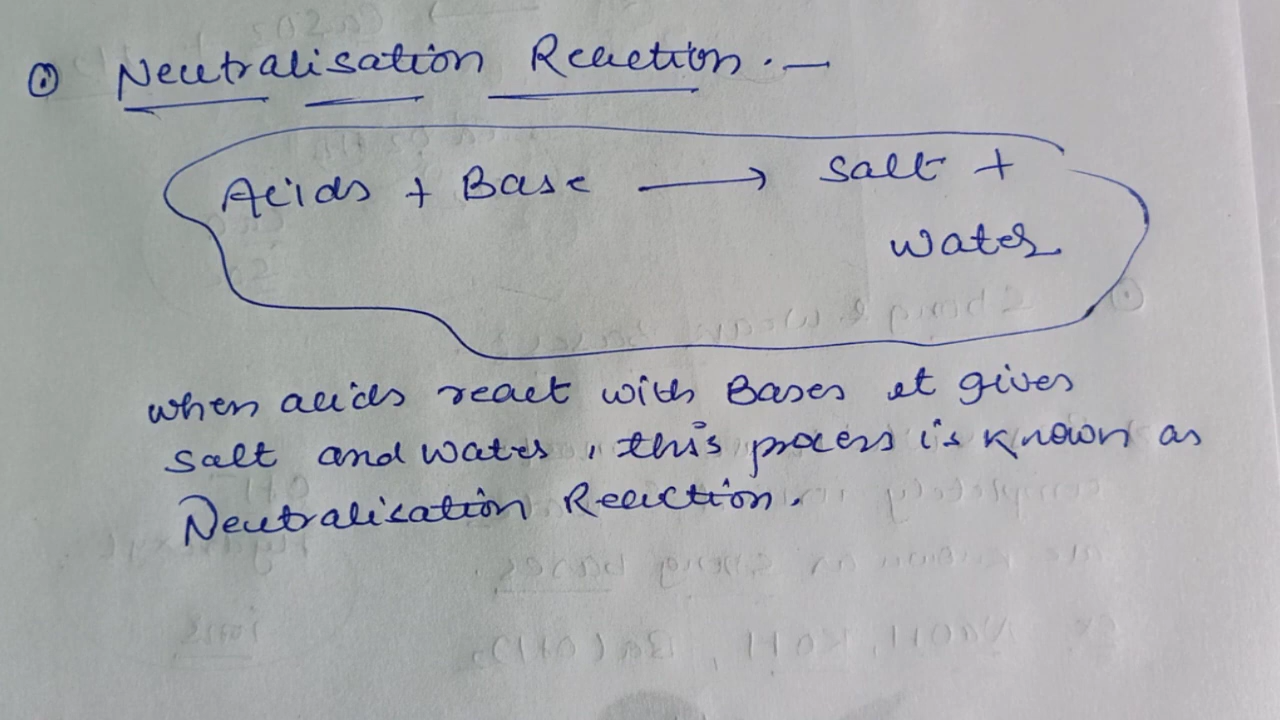 Neutralisation Reaction. —
Acids + Base ⟶ Salt +
Water
When acids react with Bases it gives
salt and water, this process is known as
Neutralisation Reaction.